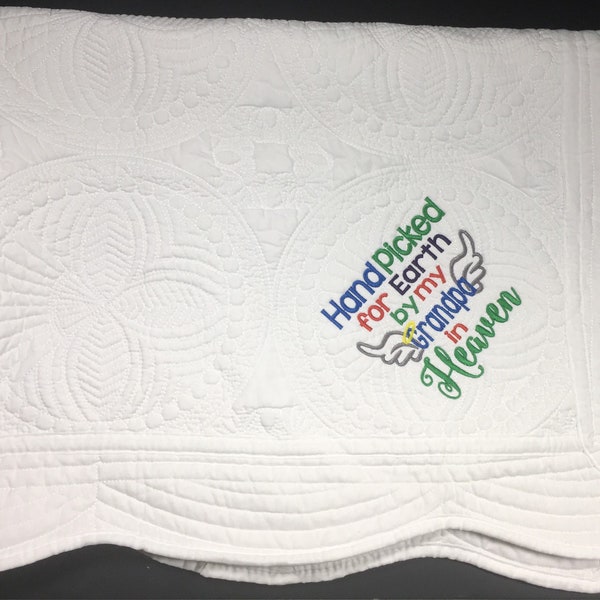 Hand Picked
for Earth
by my
Grandpa
in
Heaven